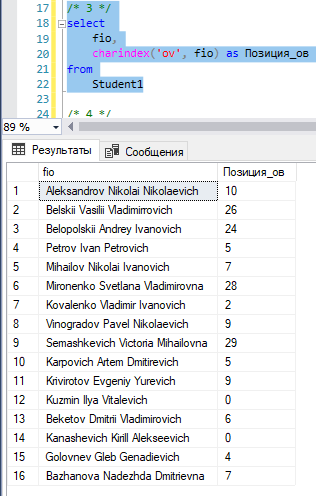 17 /* 3 */
18 select
19 fio,
20 charindex('ov', fio) as Позиция_ов
21 from
22 Student1
23
24 /* 4 */
89 %
Результаты Сообщения
fio Позиция_ов
1 Aleksandrov Nikolai Nikolaevich 10
2 Belskii Vasilii Vladimirrovich 26
3 Belopolskii Andrey Ivanovich 24
4 Petrov Ivan Petrovich 5
5 Mihailov Nikolai Ivanovich 7
6 Mironenko Svetlana Vladimirovna 28
7 Kovalenko Vladimir Ivanovich 2
8 Vinogradov Pavel Nikolaevich 9
9 Semashkevich Victoria Mihailovna 29
10 Karpovich Artem Dmitirevich 5
11 Krivirotov Evgeniy Yurevich 9
12 Kuzmin Ilya Vitalevich 0
13 Beketov Dmitrii Vladimirovich 6
14 Kanashevich Kirill Alekseevich 0
15 Golovnev Gleb Genadievich 4
16 Bazhanova Nadezhda Dmitrievna 7